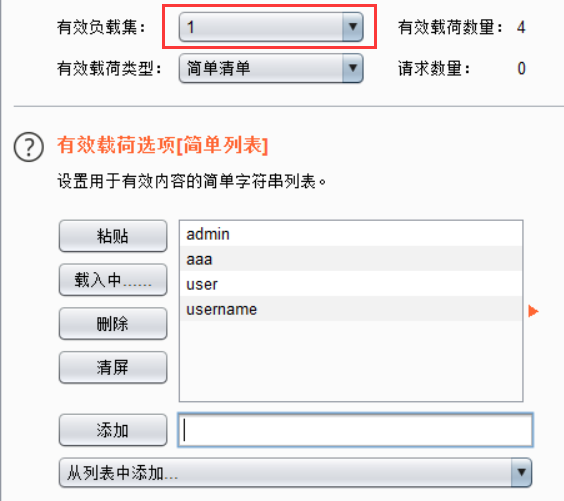 有效负载集： 1 有效载荷数量： 4
有效载荷类型： 简单清单 请求数量： 0
? 有效载荷选项[简单列表]
设置用于有效内容的简单字符串列表。
粘贴
载入中……
删除
清屏
admin
aaa
user
username
添加
从列表中添加...